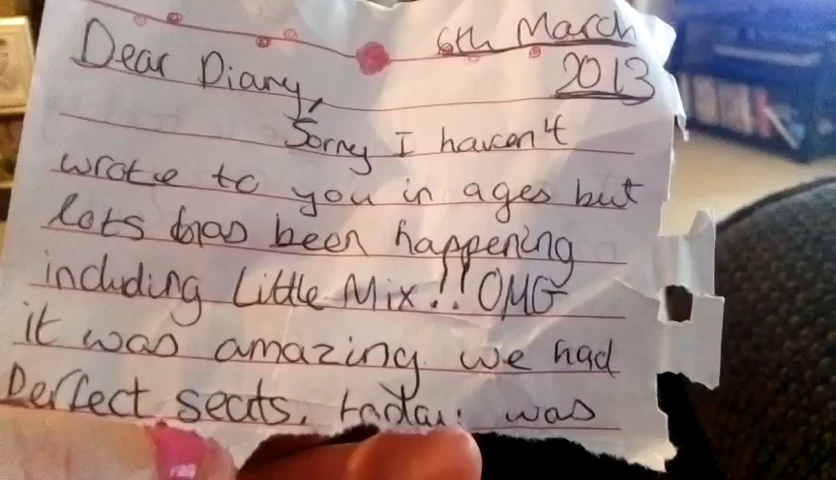 6th March
2013
Dear Diary,
Sorry I haven't
wrote to you in ages but
lots has been happening
including Little Mix!! OMG
it was amazing we had
perfect seats. today was